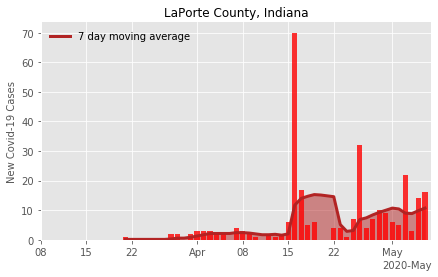 LaPorte County, Indiana
7 day moving average
New Covid-19 Cases
70
60
50
40
30
20
10
0
08 15 22 Apr 08 15 22 May
2020-May